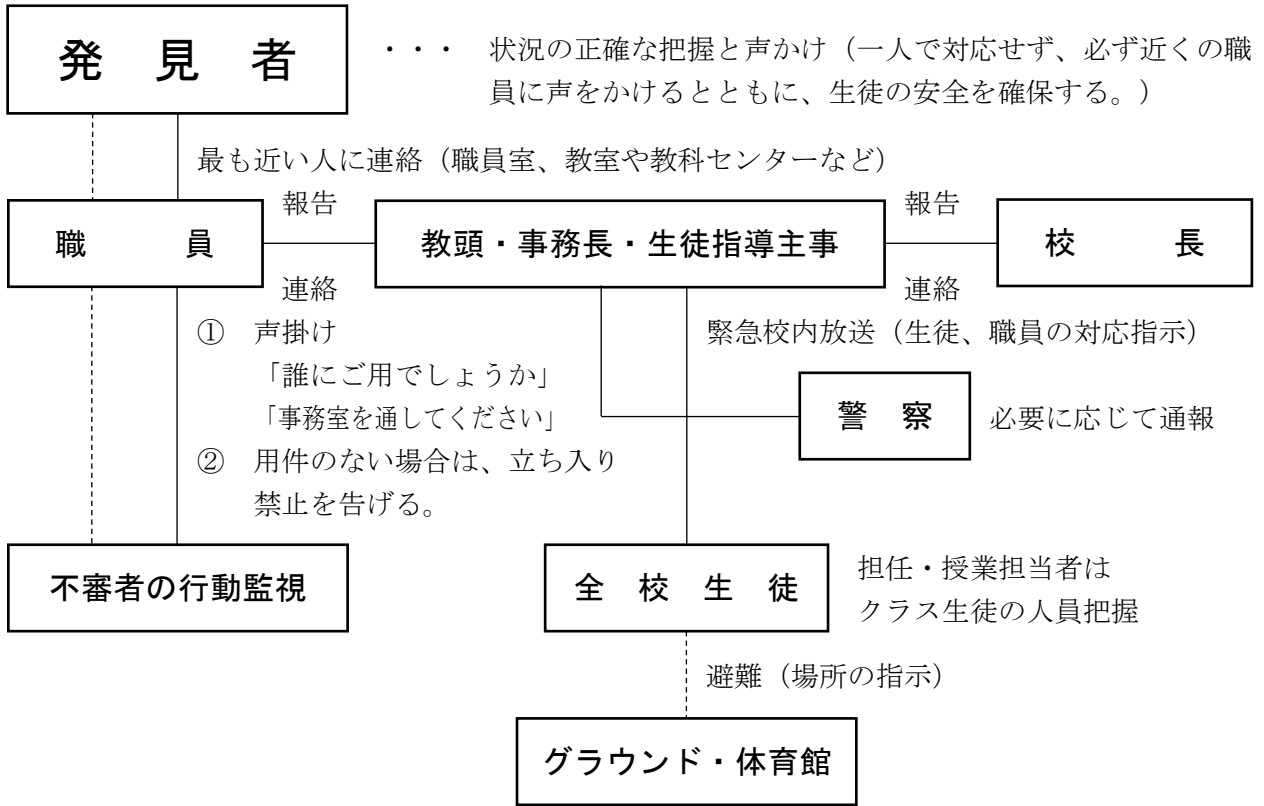 発見者
・・・ 状況の正確な把握と声かけ（一人で対応せず、必ず近くの職
員に声をかけるとともに、生徒の安全を確保する。）
最も近い人に連絡（職員室、教室や教科センターなど）
報告
報告
職員
教頭・事務長・生徒指導主事
校長
連絡
連絡
① 声掛け
「誰にご用でしょうか」
「事務室を通してください」
② 用件のない場合は、立ち入り
禁止を告げる。
緊急校内放送（生徒、職員の対応指示）
警察
必要に応じて通報
不審者の行動監視
全校生徒
担任・授業担当者は
クラス生徒の人員把握
避難（場所の指示）
グラウンド・体育館